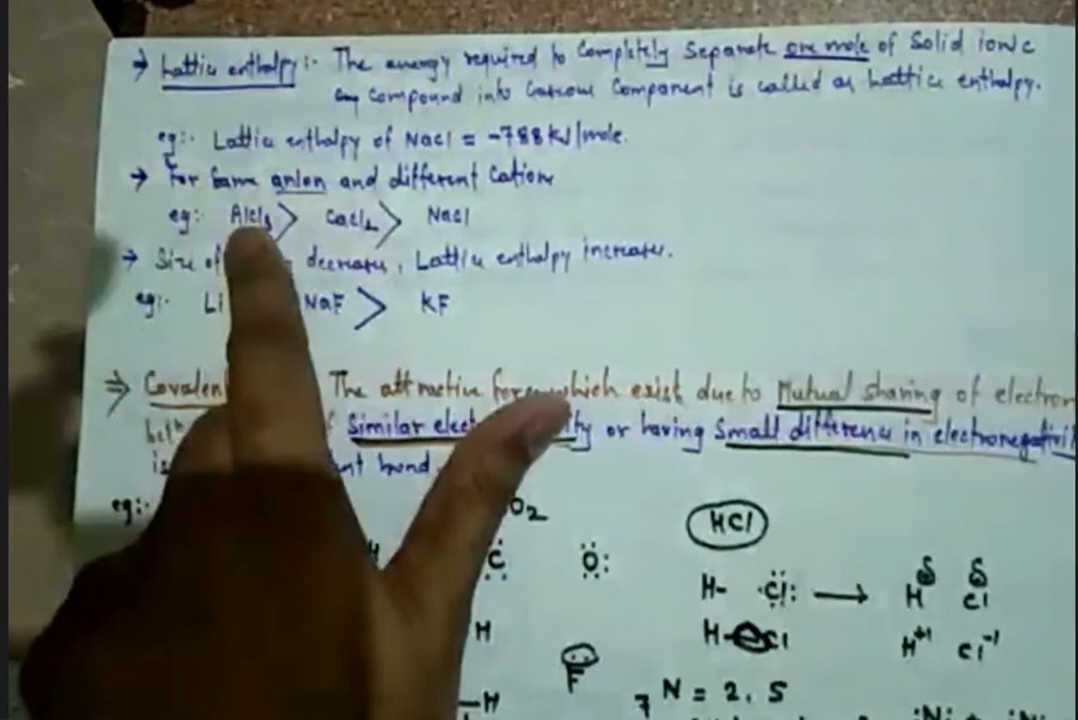 → Lattic enthalpy:- The energy required to Completely Separate one mole of Solid ionic
compound into Gaseous Component is called as Lattice enthalpy.
eg:- Lattice enthalpy of NaCl = -788 kJ/mole.
→ For Same anion and different Cation
eg:- AlCl3 > CaCl2 > NaCl
→ Size of decreases, Lattice enthalpy increases.
eg:- Li NaF > KF
⇒ Covalen The attractive force which exist due to Mutual sharing of electron
Similar elect ity or having Small difference in electronegativi
is nt bond.
eg:- O2
HCl
C Ö:
H- ·Cl: → Hδ Clδ
H Cl H+1 Cl-1
H
F
N = 2.5
-H